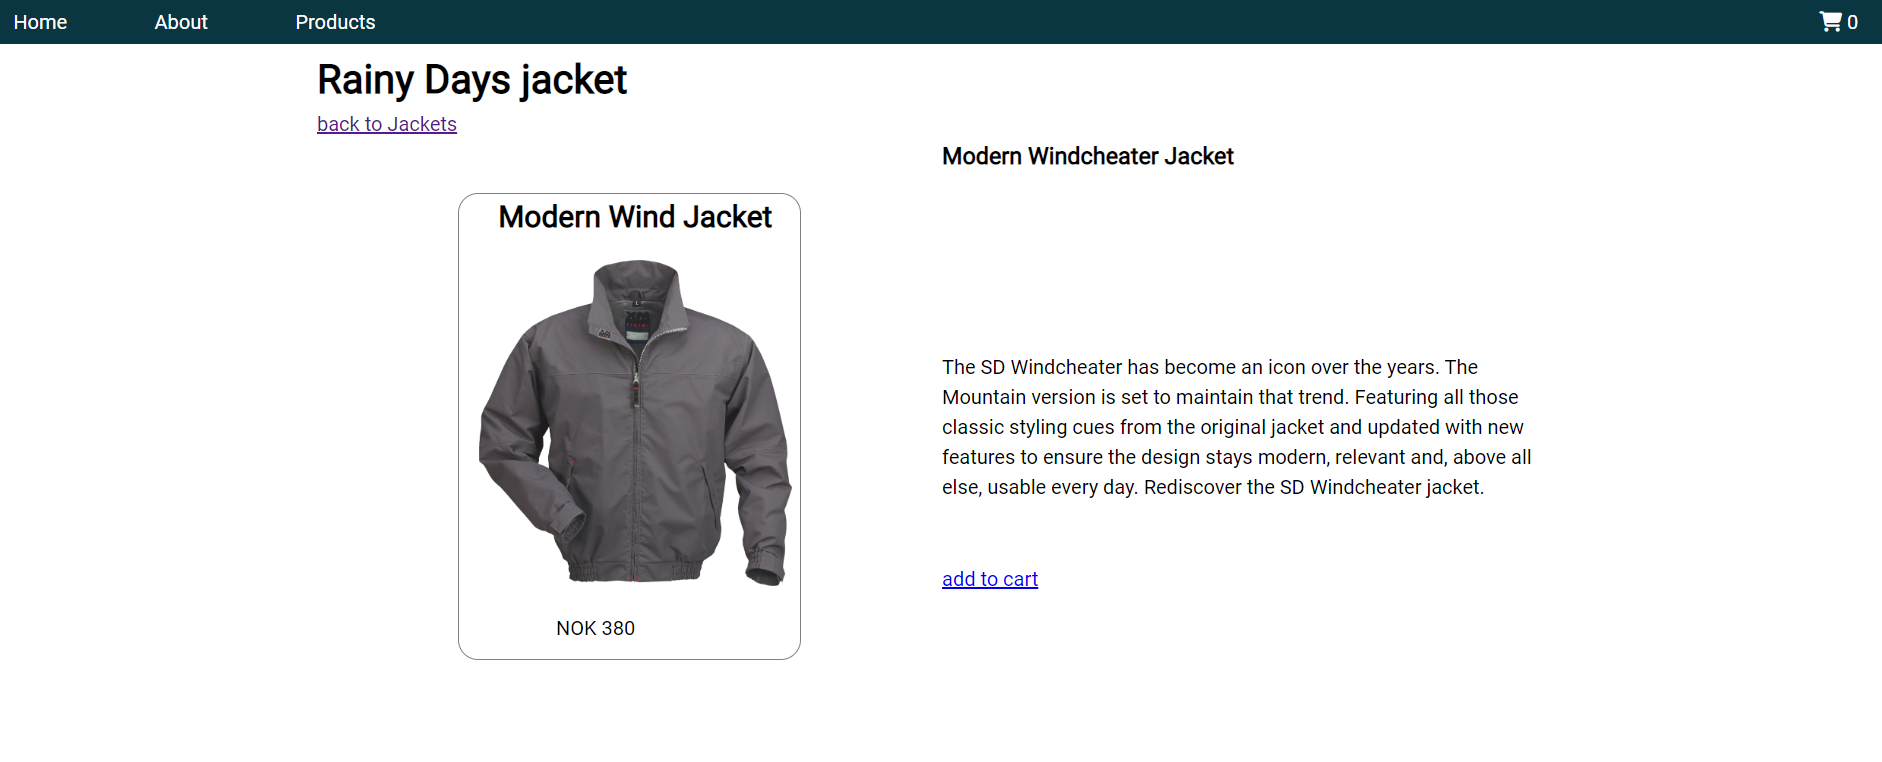 Home About Products 0
Rainy Days jacket
back to Jackets
Modern Wind Jacket
NOK 380
Modern Windcheater Jacket
The SD Windcheater has become an icon over the years. The
Mountain version is set to maintain that trend. Featuring all those
classic styling cues from the original jacket and updated with new
features to ensure the design stays modern, relevant and, above all
else, usable every day. Rediscover the SD Windcheater jacket.
add to cart